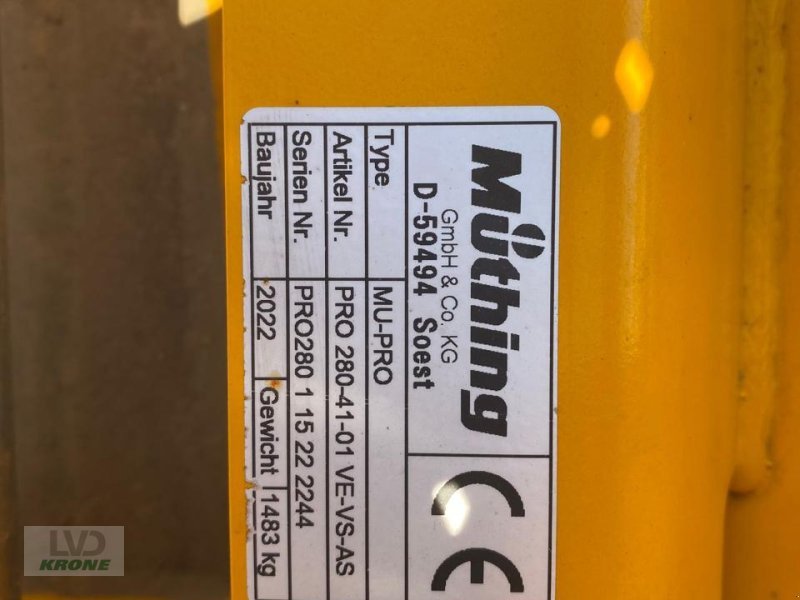 Müthing
GmbH & Co. KG
D-59494 Soest
CE
Type MU-PRO
Artikel Nr. PRO 280-41-01 VE-VS-AS
Serien Nr. PRO280 1 15 22 2244
Baujahr 2022 Gewicht 1483 kg
LVD
KRONE